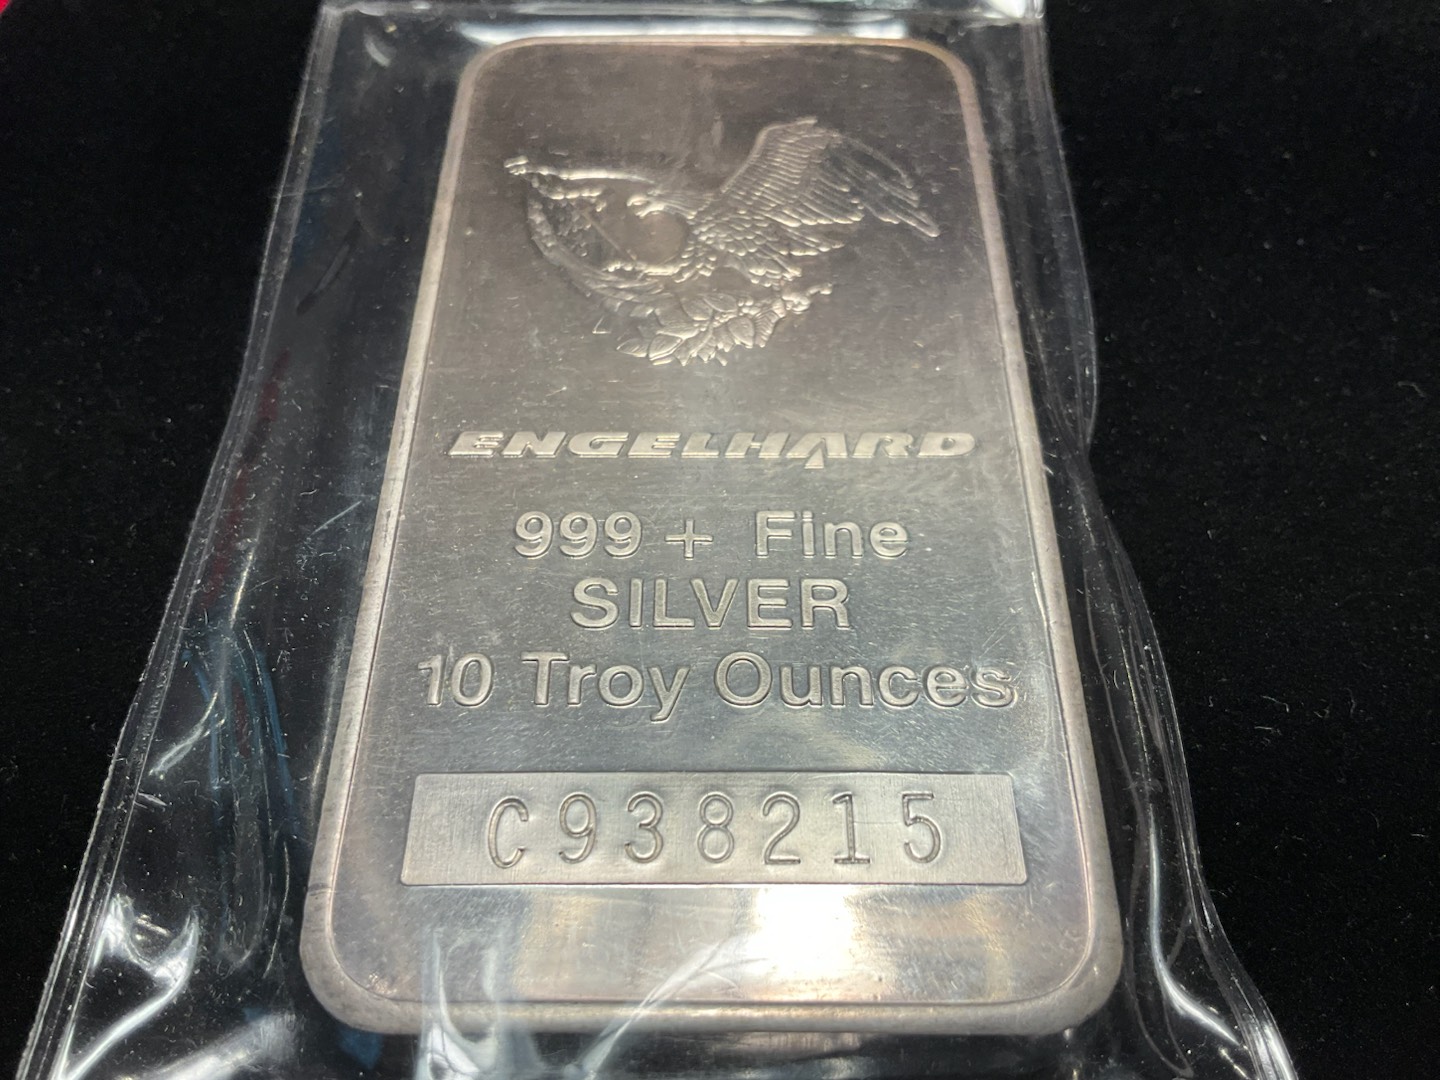 ENGELHARD
999 + Fine
SILVER
10 Troy Ounces
C938215